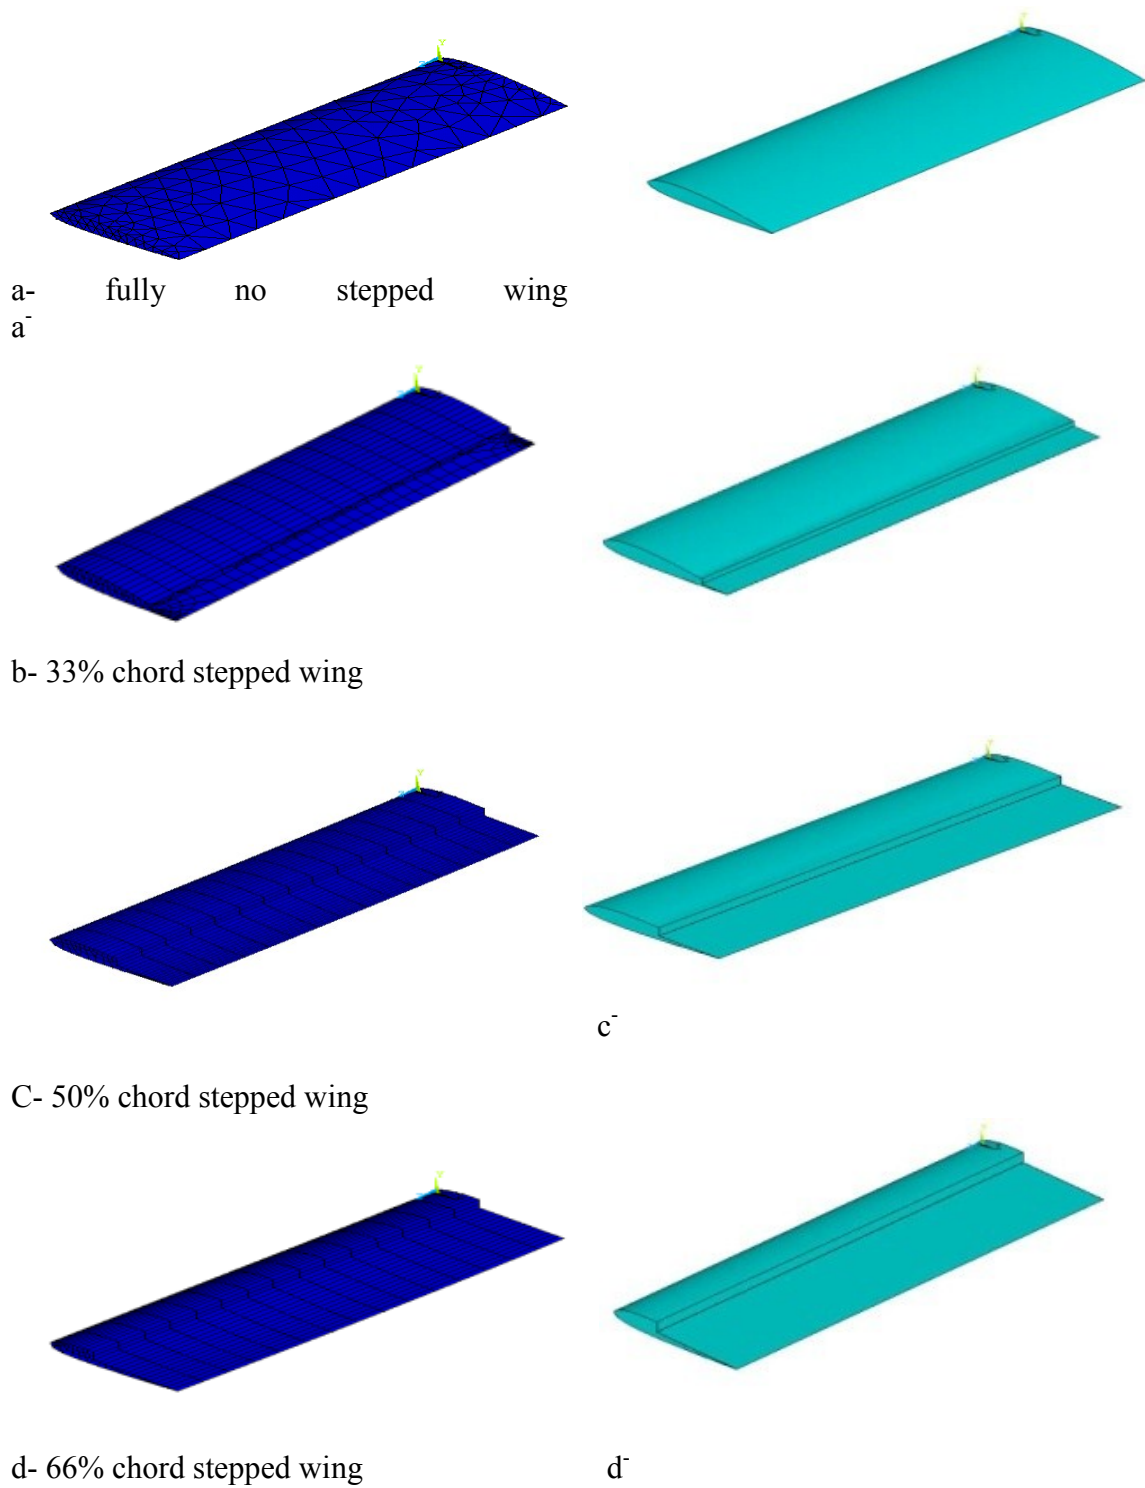 a- fully no stepped wing
a⁻
b- 33% chord stepped wing
c⁻
C- 50% chord stepped wing
d- 66% chord stepped wing d⁻